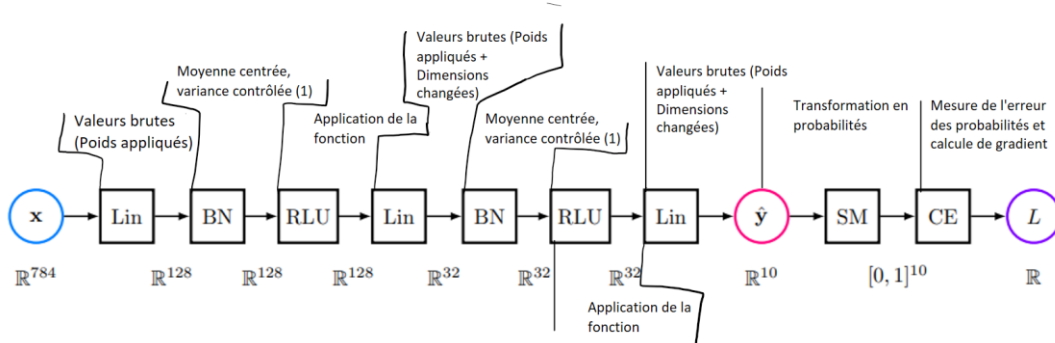 Valeurs brutes (Poids
appliqués +
Dimensions
changées)
Moyenne centrée,
variance contrôlée (1)
Valeurs brutes (Poids
appliqués +
Dimensions
changées)
Transformation en
probabilités
Mesure de l'erreur
des probabilités et
calcule de gradient
Valeurs brutes
(Poids appliqués)
Application de la
fonction
Moyenne centrée,
variance contrôlée (1)
x Lin BN RLU Lin BN RLU Lin ŷ SM CE L
ℝ⁷⁸⁴ ℝ¹²⁸ ℝ¹²⁸ ℝ¹²⁸ ℝ³² ℝ³² ℝ³² ℝ¹⁰ [0, 1]¹⁰ ℝ
Application de la
fonction